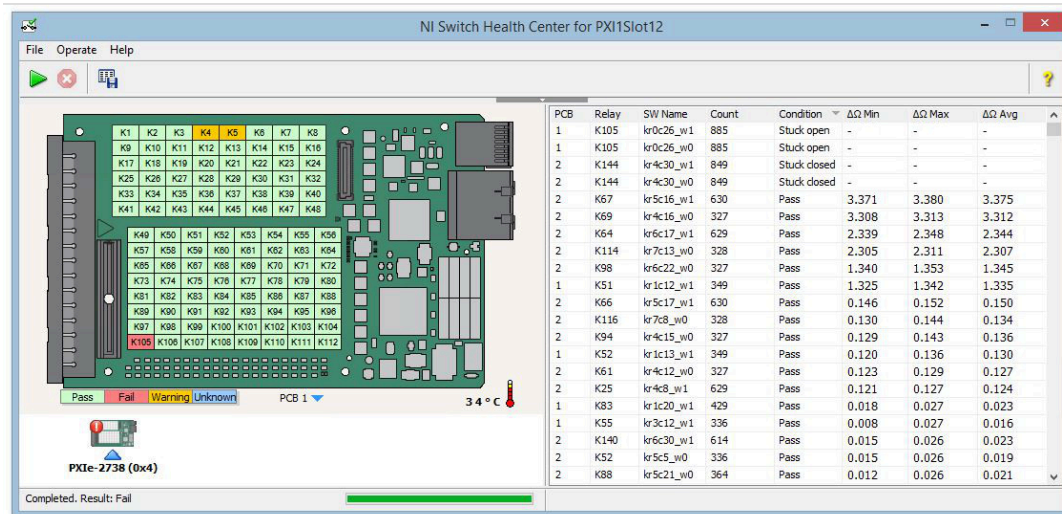 NI Switch Health Center for PXI1Slot12
File Operate Help
K1 K2 K3 K4 K5 K6 K7 K8
K9 K10 K11 K12 K13 K14 K15 K16
K17 K18 K19 K20 K21 K22 K23 K24
K25 K26 K27 K28 K29 K30 K31 K32
K33 K34 K35 K36 K37 K38 K39 K40
K41 K42 K43 K44 K45 K46 K47 K48
K49 K50 K51 K52 K53 K54 K55 K56
K57 K58 K59 K60 K61 K62 K63 K64
K65 K66 K67 K68 K69 K70 K71 K72
K73 K74 K75 K76 K77 K78 K79 K80
K81 K82 K83 K84 K85 K86 K87 K88
K89 K90 K91 K92 K93 K94 K95 K96
K97 K98 K99 K100 K101 K102 K103 K104
K105 K106 K107 K108 K109 K110 K111 K112
Pass Fail Warning Unknown PCB 1 34°C
PXIe-2738 (0x4)
PCB Relay SW Name Count Condition ΔΩ Min ΔΩ Max ΔΩ Avg
1 K105 kr0c26_w1 885 Stuck open - - -
1 K105 kr0c26_w0 885 Stuck open - - -
2 K144 kr4c30_w1 849 Stuck closed - - -
2 K144 kr4c30_w0 849 Stuck closed - - -
2 K67 kr5c16_w1 630 Pass 3.371 3.380 3.375
2 K69 kr4c16_w0 327 Pass 3.308 3.313 3.312
2 K64 kr6c17_w1 629 Pass 2.339 2.348 2.344
2 K114 kr7c13_w0 328 Pass 2.305 2.311 2.307
2 K98 kr6c22_w0 327 Pass 1.340 1.353 1.345
1 K51 kr1c12_w1 349 Pass 1.325 1.342 1.335
2 K66 kr5c17_w1 630 Pass 0.146 0.152 0.150
2 K116 kr7c8_w0 328 Pass 0.130 0.144 0.134
2 K94 kr4c15_w0 327 Pass 0.129 0.143 0.136
1 K52 kr1c13_w1 349 Pass 0.120 0.136 0.130
2 K61 kr4c12_w0 327 Pass 0.123 0.129 0.127
2 K25 kr4c8_w1 629 Pass 0.121 0.127 0.124
1 K83 kr1c20_w1 429 Pass 0.018 0.027 0.023
1 K55 kr3c12_w1 336 Pass 0.008 0.027 0.016
2 K140 kr6c30_w1 614 Pass 0.015 0.026 0.023
2 K52 kr5c5_w0 336 Pass 0.015 0.026 0.019
2 K88 kr5c21_w0 364 Pass 0.012 0.026 0.021
Completed. Result: Fail